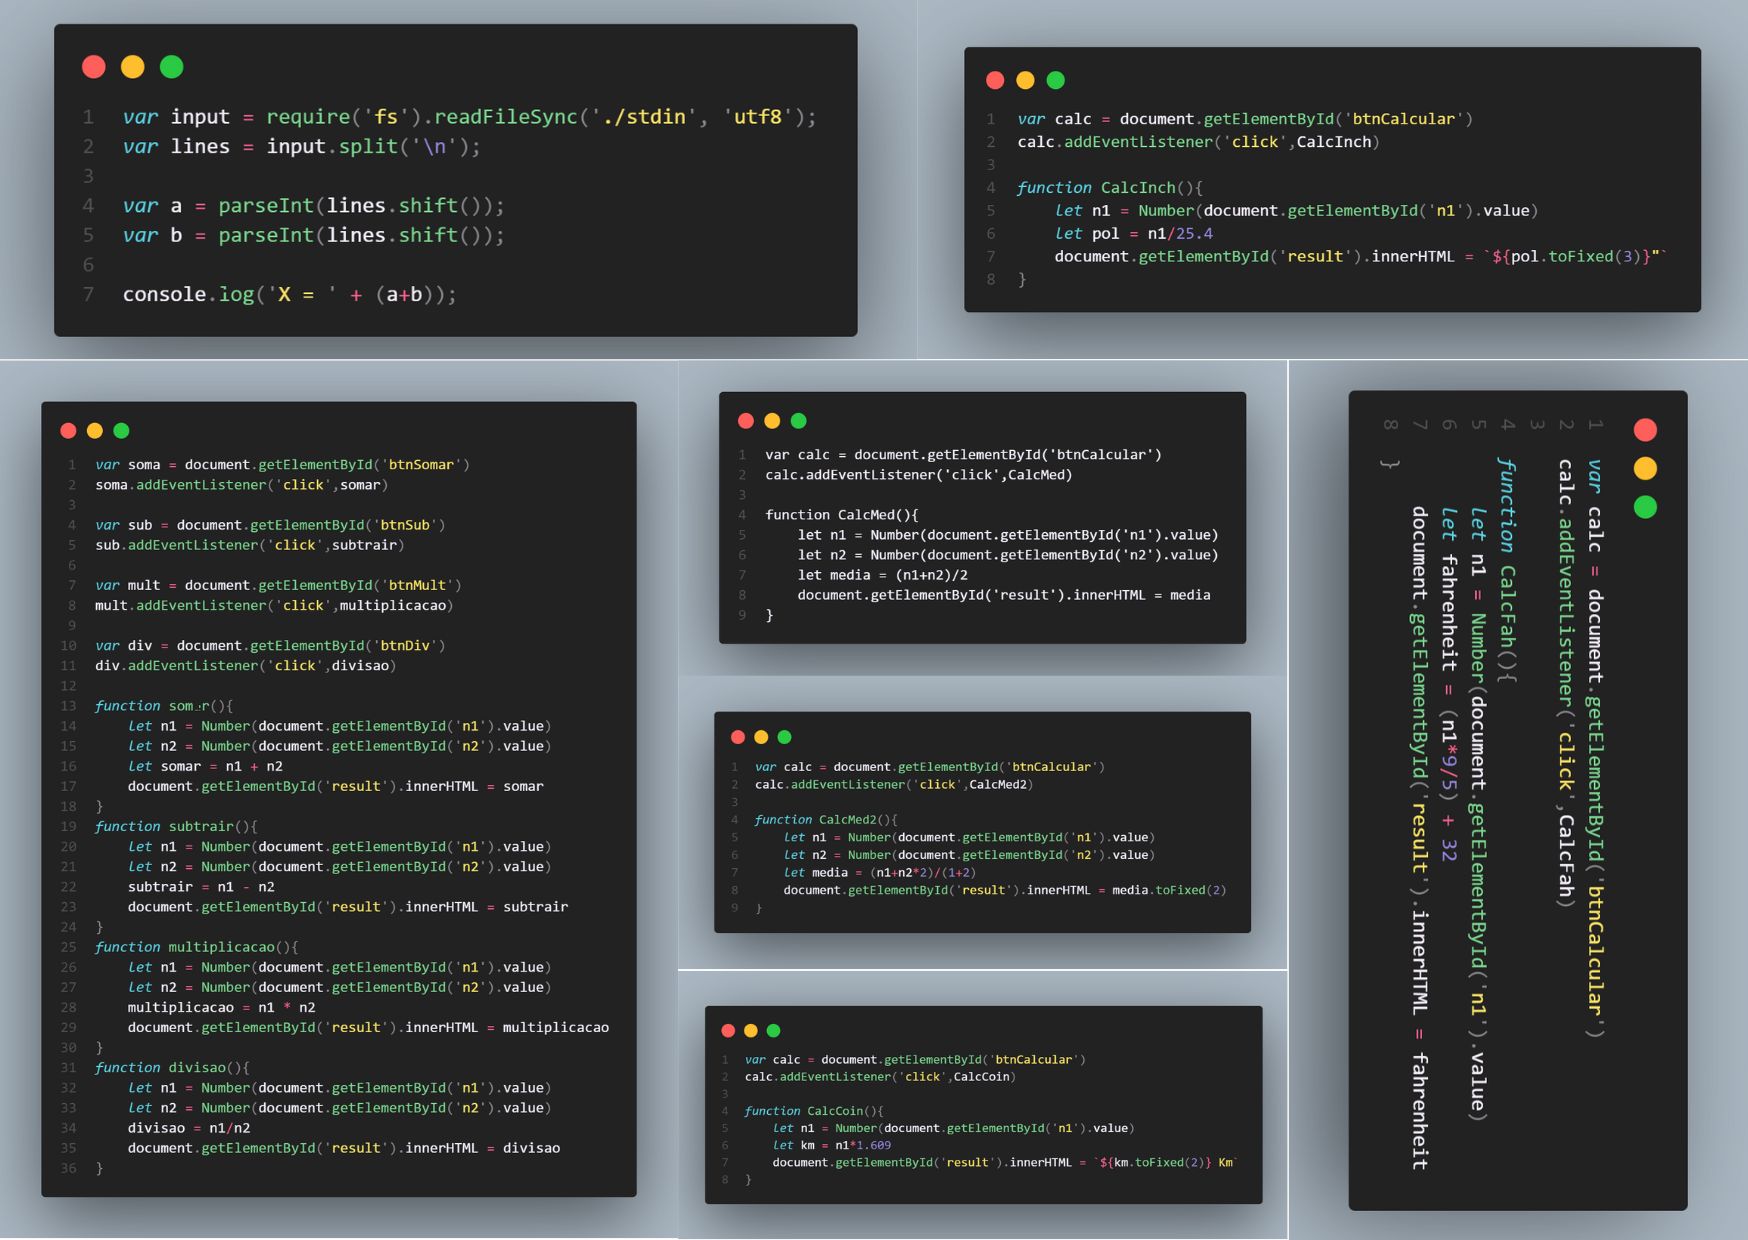 1 var input = require('fs').readFileSync('./stdin', 'utf8');
2 var lines = input.split('\n');
3
4 var a = parseInt(lines.shift());
5 var b = parseInt(lines.shift());
6
7 console.log('X = ' + (a+b));
1 var calc = document.getElementById('btnCalcular')
2 calc.addEventListener('click',CalcInch)
3
4 function CalcInch(){
5     let n1 = Number(document.getElementById('n1').value)
6     let pol = n1/25.4
7     document.getElementById('result').innerHTML = `${pol.toFixed(3)}"`
8 }
1 var soma = document.getElementById('btnSomar')
2 soma.addEventListener('click',somar)
3
4 var sub = document.getElementById('btnSub')
5 sub.addEventListener('click',subtrair)
6
7 var mult = document.getElementById('btnMult')
8 mult.addEventListener('click',multiplicacao)
9
10 var div = document.getElementById('btnDiv')
11 div.addEventListener('click',divisao)
12
13 function somar(){
14     let n1 = Number(document.getElementById('n1').value)
15     let n2 = Number(document.getElementById('n2').value)
16     let somar = n1 + n2
17     document.getElementById('result').innerHTML = somar
18 }
19 function subtrair(){
20     let n1 = Number(document.getElementById('n1').value)
21     let n2 = Number(document.getElementById('n2').value)
22     subtrair = n1 - n2
23     document.getElementById('result').innerHTML = subtrair
24 }
25 function multiplicacao(){
26     let n1 = Number(document.getElementById('n1').value)
27     let n2 = Number(document.getElementById('n2').value)
28     multiplicacao = n1 * n2
29     document.getElementById('result').innerHTML = multiplicacao
30 }
31 function divisao(){
32     let n1 = Number(document.getElementById('n1').value)
33     let n2 = Number(document.getElementById('n2').value)
34     divisao = n1/n2
35     document.getElementById('result').innerHTML = divisao
36 }
1 var calc = document.getElementById('btnCalcular')
2 calc.addEventListener('click',CalcMed)
3
4 function CalcMed(){
5     let n1 = Number(document.getElementById('n1').value)
6     let n2 = Number(document.getElementById('n2').value)
7     let media = (n1+n2)/2
8     document.getElementById('result').innerHTML = media
9 }
1 var calc = document.getElementById('btnCalcular')
2 calc.addEventListener('click',CalcMed2)
3
4 function CalcMed2(){
5     let n1 = Number(document.getElementById('n1').value)
6     let n2 = Number(document.getElementById('n2').value)
7     let media = (n1+n2*2)/(1+2)
8     document.getElementById('result').innerHTML = media.toFixed(2)
9 }
1 var calc = document.getElementById('btnCalcular')
2 calc.addEventListener('click',CalcCoin)
3
4 function CalcCoin(){
5     let n1 = Number(document.getElementById('n1').value)
6     let km = n1*1.609
7     document.getElementById('result').innerHTML = `${km.toFixed(2)} Km`
8 }
1 var calc = document.getElementById('btnCalcular')
2 calc.addEventListener('click',CalcFah)
3
4 function CalcFah(){
5     let n1 = Number(document.getElementById('n1').value)
6     let fahrenheit = (n1*9/5) + 32
7     document.getElementById('result').innerHTML = fahrenheit
8 }